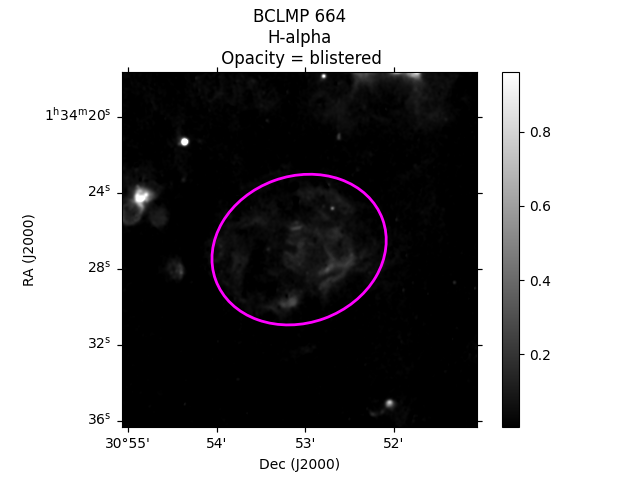 BCLMP 664
H-alpha
Opacity = blistered
1ʰ34ᵐ20ˢ
24ˢ
28ˢ
32ˢ
36ˢ
RA (J2000)
30°55' 54' 53' 52'
Dec (J2000)
0.8
0.6
0.4
0.2